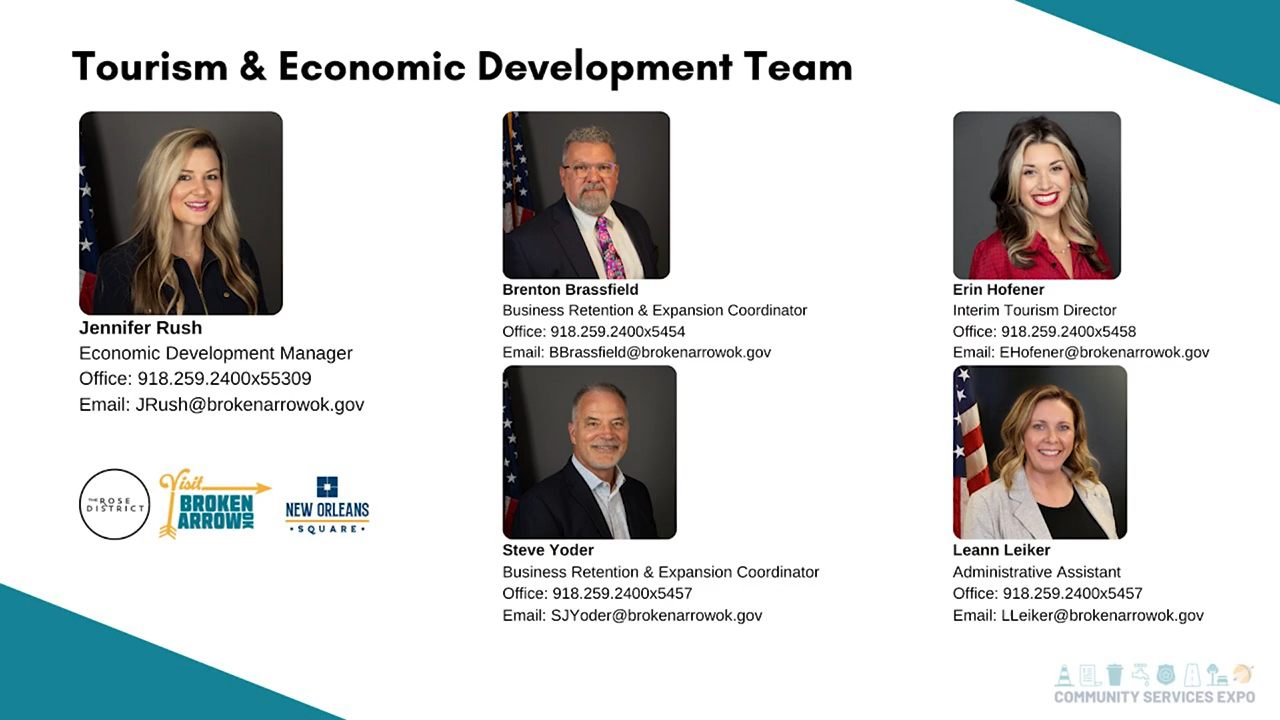 Tourism & Economic Development Team
Jennifer Rush
Economic Development Manager
Office: 918.259.2400x55309
Email: JRush@brokenarrowok.gov
THE ROSE
DISTRICT
Visit
BROKEN
ARROW OK
NEW ORLEANS
• SQUARE •
Brenton Brassfield
Business Retention & Expansion Coordinator
Office: 918.259.2400x5454
Email: BBrassfield@brokenarrowok.gov
Steve Yoder
Business Retention & Expansion Coordinator
Office: 918.259.2400x5457
Email: SJYoder@brokenarrowok.gov
Erin Hofener
Interim Tourism Director
Office: 918.259.2400x5458
Email: EHofener@brokenarrowok.gov
Leann Leiker
Administrative Assistant
Office: 918.259.2400x5457
Email: LLeiker@brokenarrowok.gov
COMMUNITY SERVICES EXPO